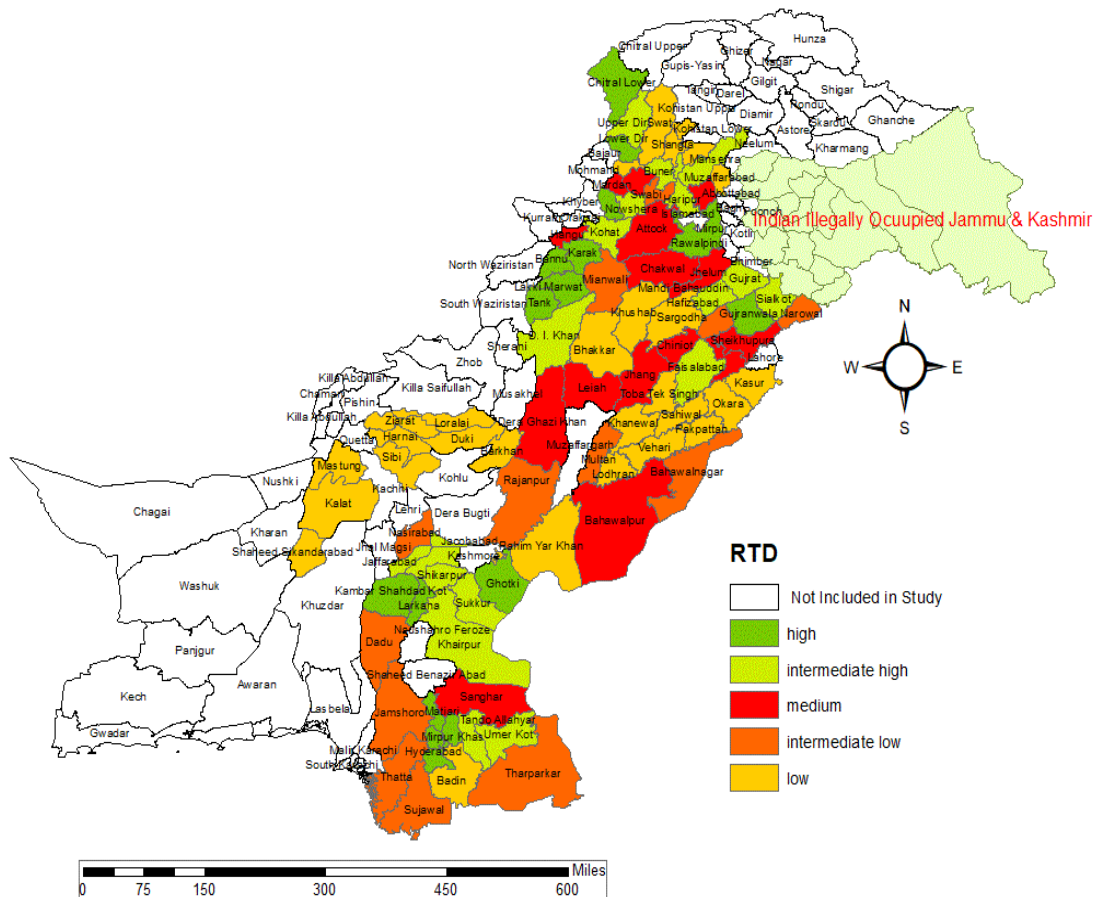 Hunza
Chitral Upper
Ghizer
Nagar
Gupis-Yasin
Gilgit
Chitral Lower
Shigar
Tangir
Darel
Rondu
Ghanche
Kohistan Uppe
Diamir
Skardu
Upper Dir
Swat
Kohistan Lower
Astore
Lower Dir
Shangla
Neelum
Kharmang
Bajaur
Mansehra
Mohmand
Buner
Muzaffarabad
Mardan
Swabi
Abbottabad
Haripur
Khyber
Nowshera
Islamabad
Bagh
Poonch
Indian Illegally Ocuupied Jammu & Kashmir
Kurram
Orakzai
Attock
Mirpu
Kotli
Hangu
Kohat
Rawalpindi
Karak
Bannu
Bhimber
North Waziristan
Chakwal
Jhelum
Mianwali
Gujrat
Lakki Marwat
Mandi Bahauddin
South Waziristan
Tank
Hafizabad
Sialkot
Khushab
Sargodha
Gujranwala
Narowal
D. I. Khan
N
Sherani
Bhakkar
Chiniot
Sheikhupura
Zhob
Lahore
Jhang
Faisalabad
W
E
Killa Abdullah
Killa Saifullah
Musakhel
Leiah
Kasur
Chaman
Pishin
Toba Tek Singh
Okara
Killa Abdullah
Ziarat
Loralai
Dera Ghazi Khan
Khanewal
Sahiwal
S
Quetta
Harnai
Duki
Pakpattan
Barkhan
Muzaffargarh
Vehari
Sibi
Multan
Mastung
Lodhran
Bahawalnagar
Kohlu
Rajanpur
Nushki
Kachhi
Kalat
Chagai
Lehri
Dera Bugti
Bahawalpur
Kharan
Nasirabad
Jacobabad
Rahim Yar Khan
Shaheed Sikandarabad
Jhal Magsi
Kashmore
RTD
Jaffarabad
Shikarpur
Washuk
Kambar Shahdad Kot
Ghotki
Not Included in Study
Khuzdar
Larkana
Sukkur
high
Naushahro Feroze
Panjgur
Dadu
Khairpur
intermediate high
Shaheed Benazir Abad
Kech
Awaran
Sanghar
medium
Lasbela
Jamshoro
Matiari
Tando Allahyar
Gwadar
Mirpur Khas
Umer Kot
intermediate low
Malir Karachi
Hyderabad
South Karachi
Thatta
Badin
Tharparkar
low
Sujawal
Miles
0 75 150 300 450 600